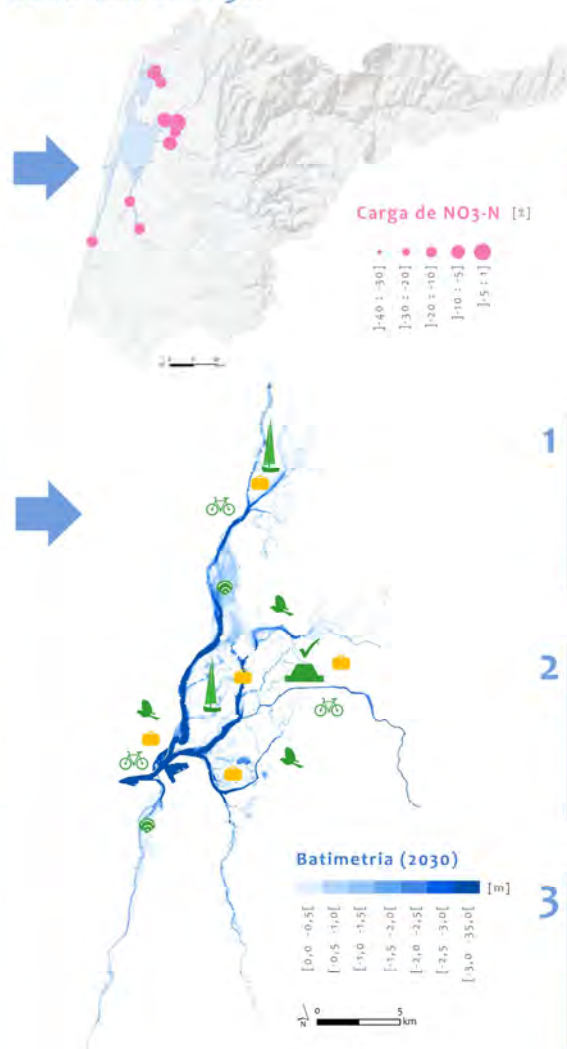 Carga de NO3-N [%]
]-40 : -30]
]-30 : -20]
]-20 : -10]
]-10 : -5]
]-5 : 1]
1
2
Batimetria (2030)
[m]
[0,0 -0,5[
[-0,5 -1,0[
[-1,0 -1,5[
[-1,5 -2,0[
[-2,0 -2,5[
[-2,5 -3,0[
[-3,0 -35,0[
3
N
0 5
km